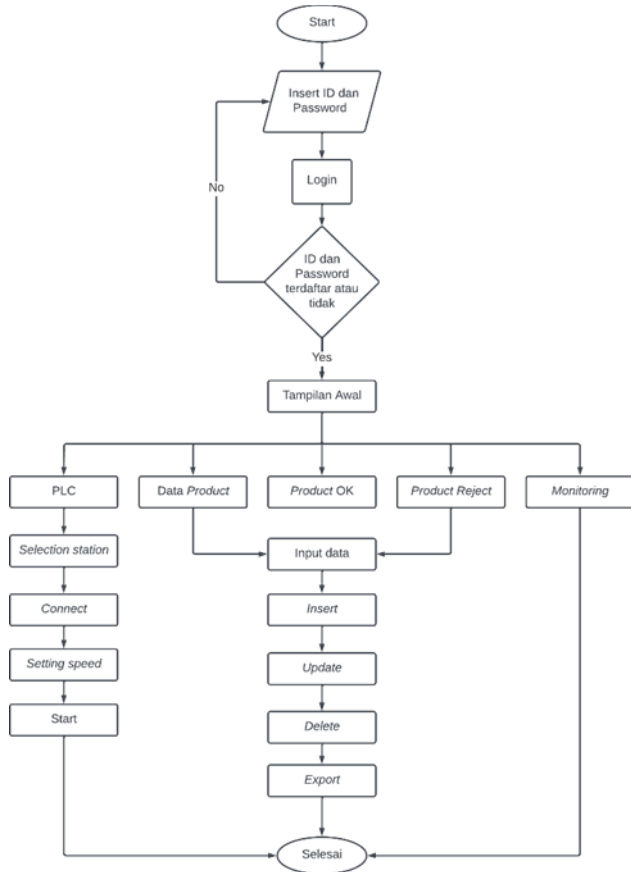 Start
Insert ID dan
Password
Login
No
ID dan
Password
terdaftar atau
tidak
Yes
Tampilan Awal
PLC
Data Product
Product OK
Product Reject
Monitoring
Selection station
Input data
Connect
Insert
Setting speed
Update
Start
Delete
Export
Selesai